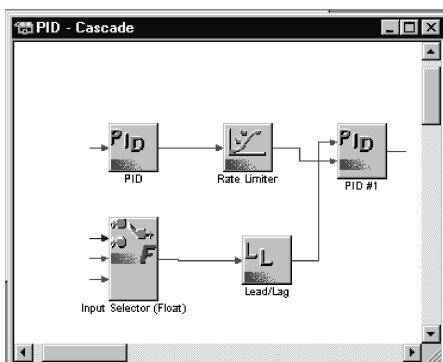 PID - Cascade
PID
PID
Rate Limiter
PID
PID #1
F
Input Selector (Float)
LL
Lead/Lag